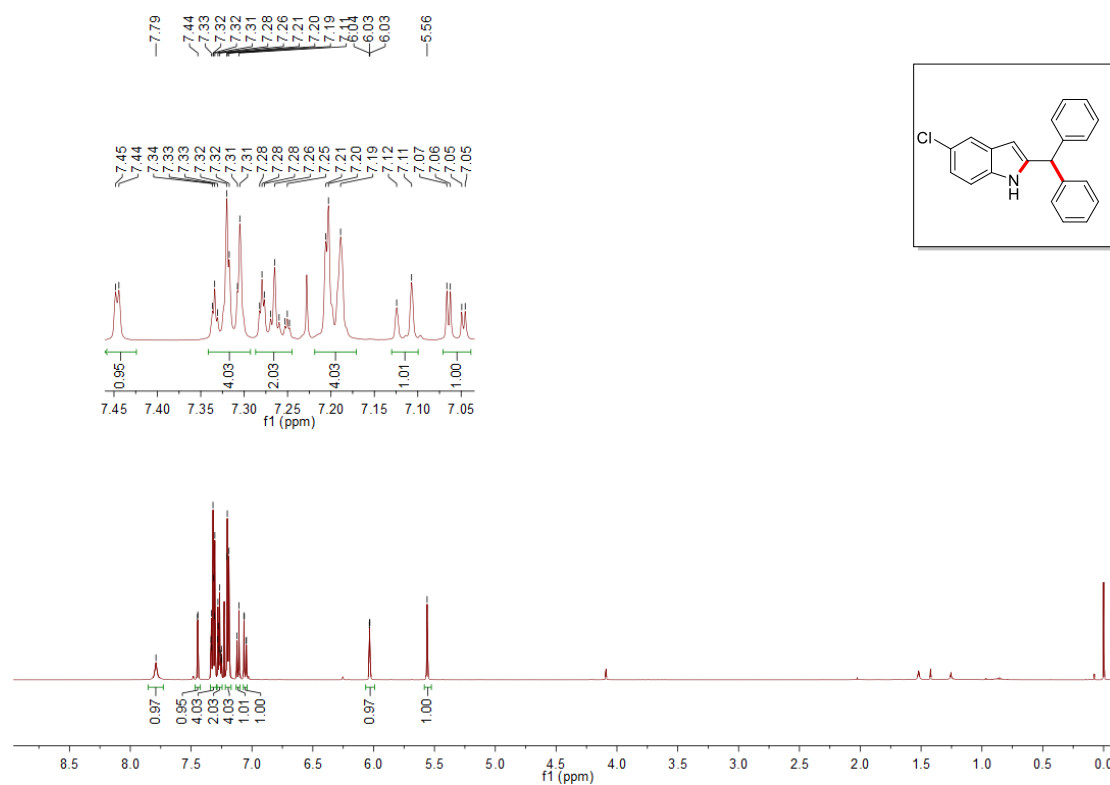 7.79 7.44 7.33 7.32 7.32 7.31 7.28 7.26 7.21 7.20 7.19 7.11 6.04 6.03 6.03 5.56
7.45 7.44 7.34 7.33 7.33 7.32 7.32 7.31 7.31 7.28 7.28 7.28 7.26 7.25 7.21 7.20 7.19 7.12 7.11 7.07 7.06 7.05 7.05
Cl
N
H
0.95 4.03 2.03 4.03 1.01 1.00
7.45 7.40 7.35 7.30 7.25 7.20 7.15 7.10 7.05
f1 (ppm)
0.97 0.95 4.03 2.03 4.03 1.01 1.00 0.97 1.00
8.5 8.0 7.5 7.0 6.5 6.0 5.5 5.0 4.5 4.0 3.5 3.0 2.5 2.0 1.5 1.0 0.5 0.0
f1 (ppm)